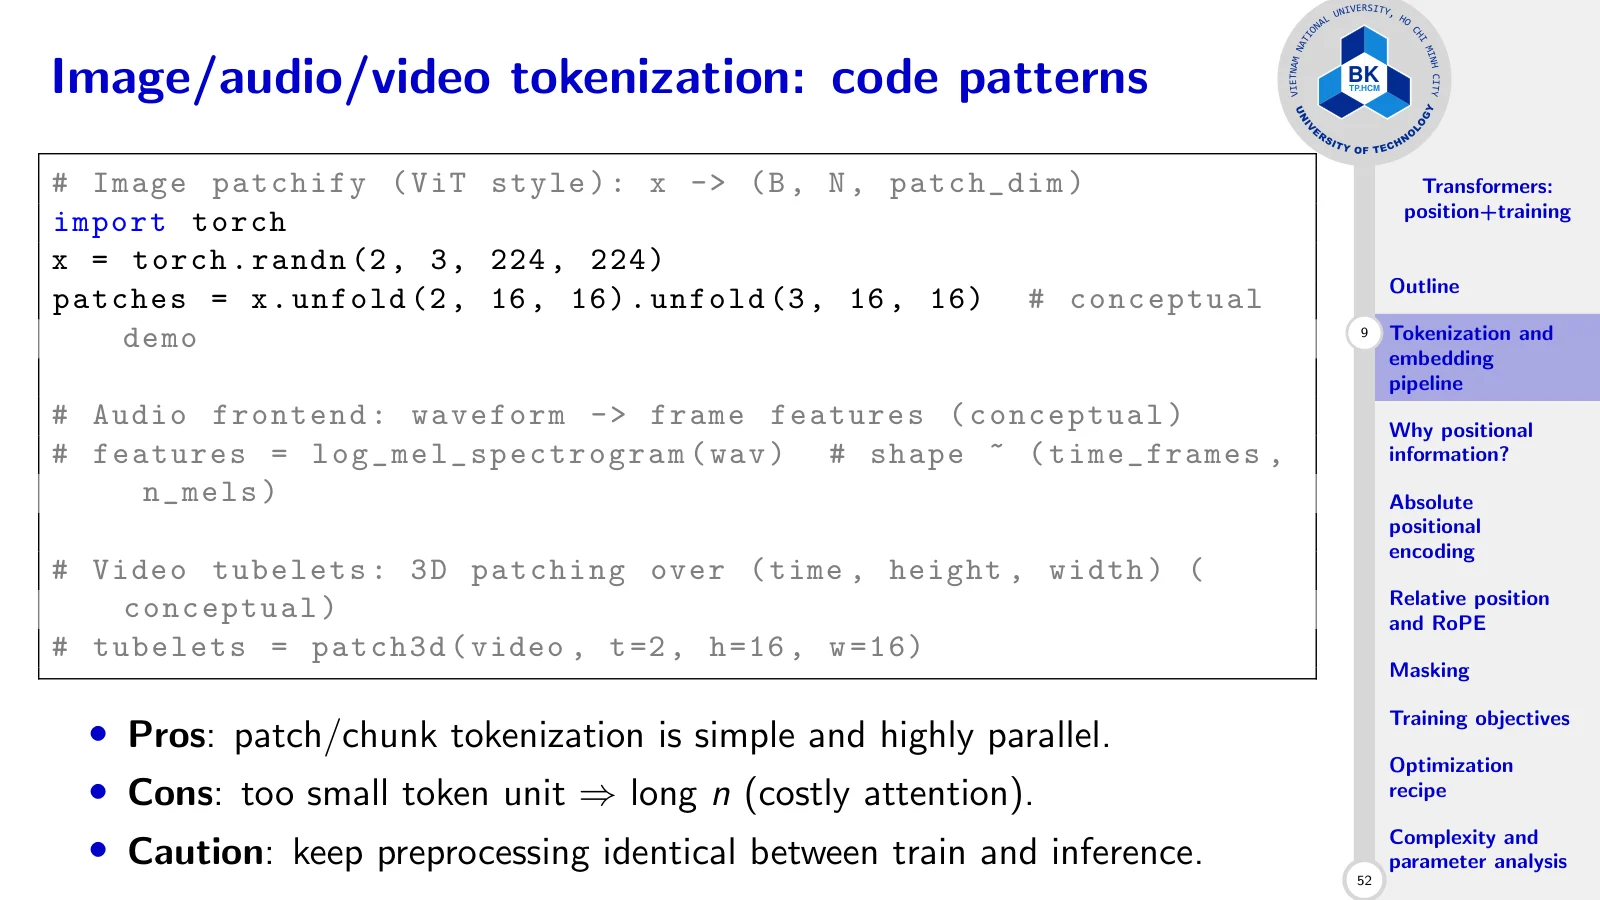 Image/audio/video tokenization: code patterns
# Image patchify (ViT style): x -> (B, N, patch_dim)
import torch
x = torch.randn(2, 3, 224, 224)
patches = x.unfold(2, 16, 16).unfold(3, 16, 16)  # conceptual
demo
# Audio frontend: waveform -> frame features (conceptual)
# features = log_mel_spectrogram(wav)  # shape ~ (time_frames,
n_mels)
# Video tubelets: 3D patching over (time, height, width) (
conceptual)
# tubelets = patch3d(video, t=2, h=16, w=16)
• Pros: patch/chunk tokenization is simple and highly parallel.
• Cons: too small token unit ⇒ long n (costly attention).
• Caution: keep preprocessing identical between train and inference.
VIETNAM NATIONAL UNIVERSITY, HO CHI MINH CITY
BK
TP.HCM
UNIVERSITY OF TECHNOLOGY
Transformers:
position+training
Outline
9
Tokenization and
embedding
pipeline
Why positional
information?
Absolute
positional
encoding
Relative position
and RoPE
Masking
Training objectives
Optimization
recipe
Complexity and
parameter analysis
52